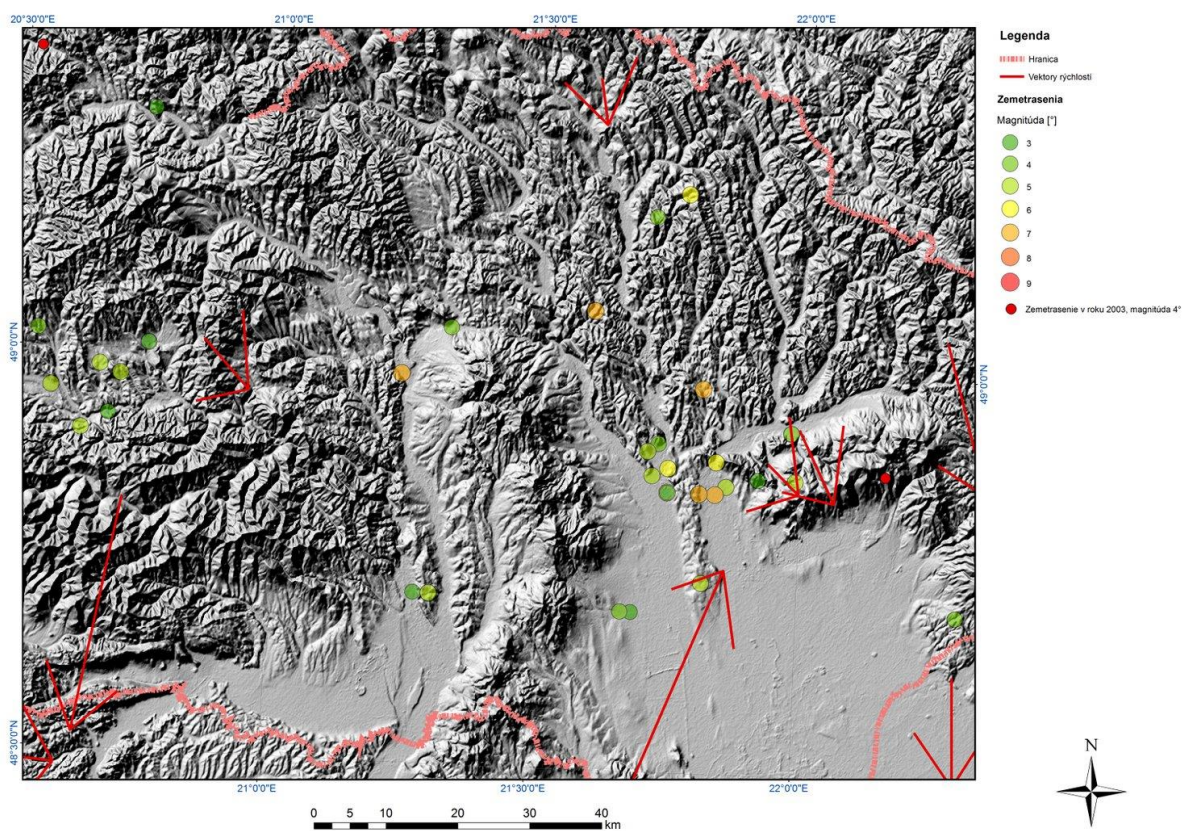 20°30'0"E
21°0'0"E
21°30'0"E
22°0'0"E
49°0'0"N
48°30'0"N
49°0'0"N
21°0'0"E
21°30'0"E
22°0'0"E
Legenda
Hranica
Vektory rýchlostí
Zemetrasenia
Magnitúda [°]
3
4
5
6
7
8
9
Zemetrasenie v roku 2003, magnitúda 4°
N
0 5 10 20 30 40
km